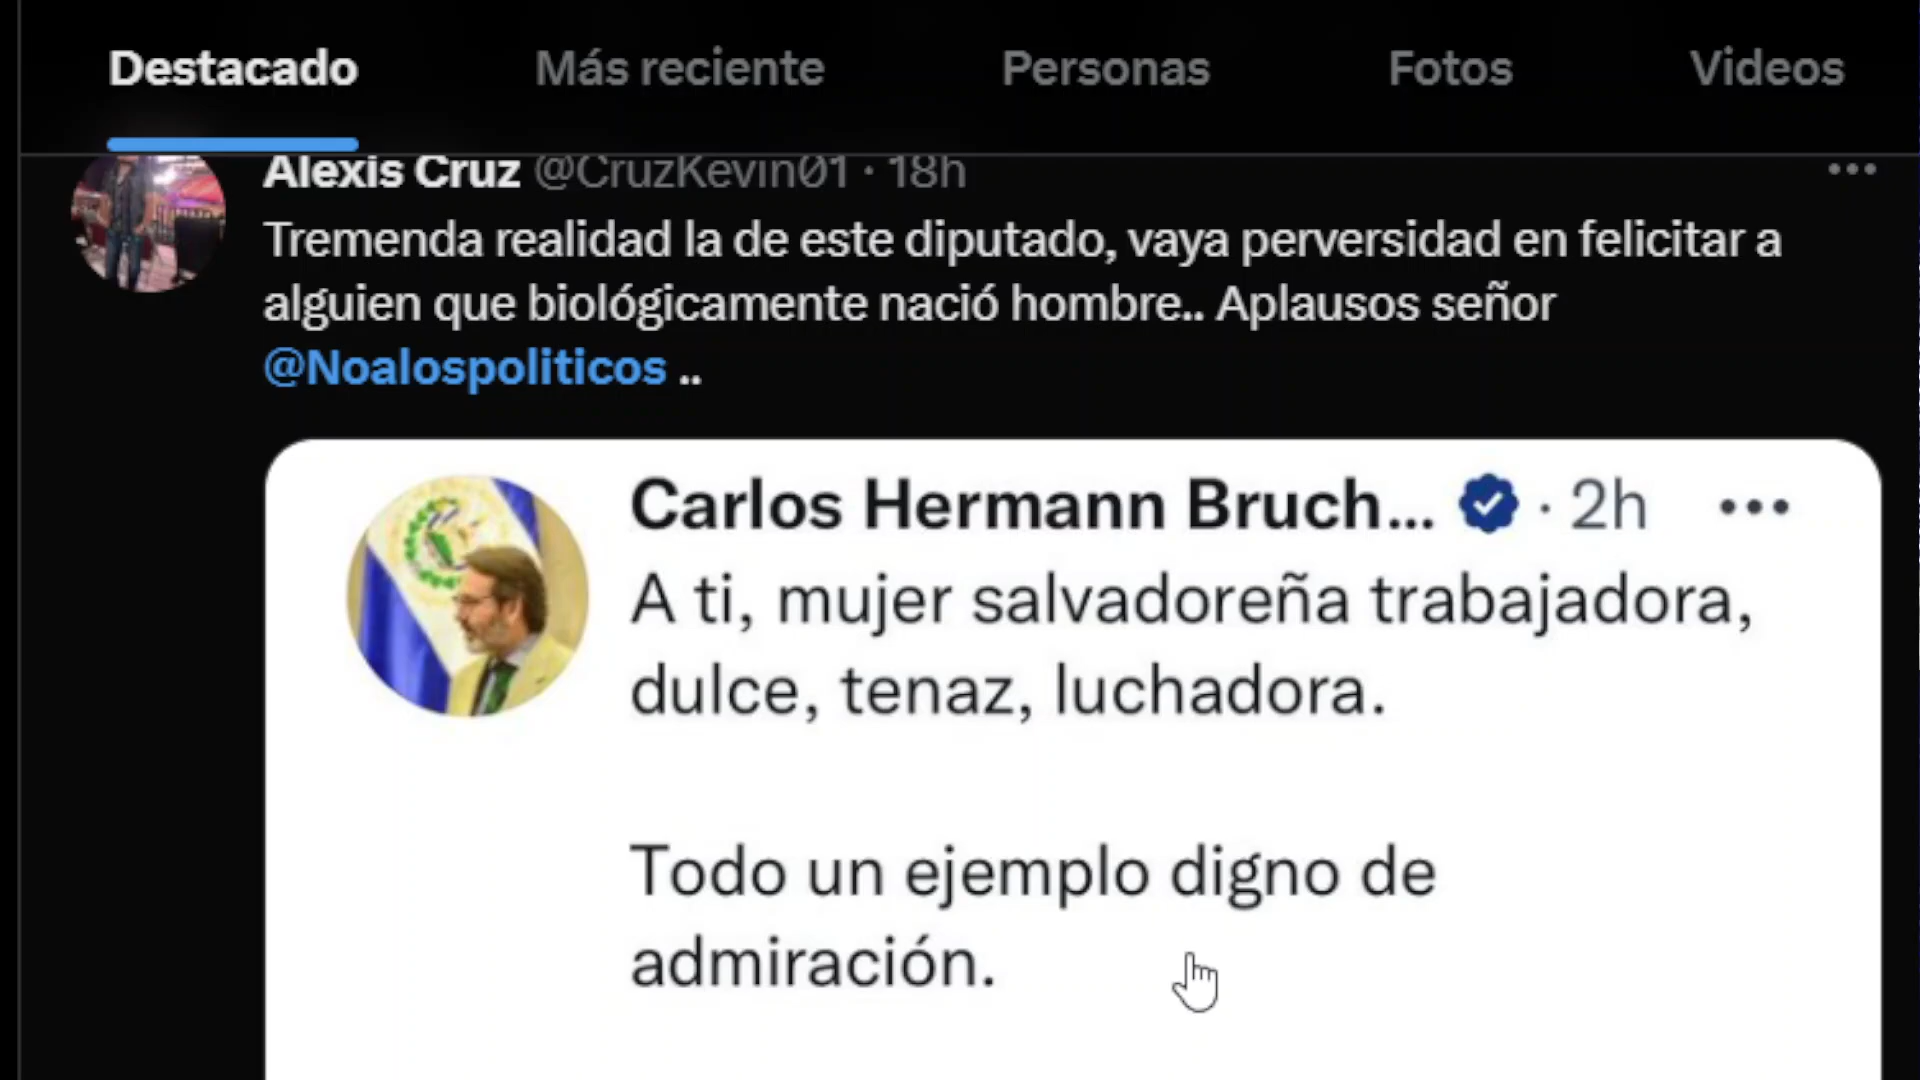 Destacado Más reciente Personas Fotos Videos
Alexis Cruz @CruzKevin01 · 18h
Tremenda realidad la de este diputado, vaya perversidad en felicitar a
alguien que biológicamente nació hombre.. Aplausos señor
@Noalospoliticos ..
Carlos Hermann Bruch... · 2h
A ti, mujer salvadoreña trabajadora,
dulce, tenaz, luchadora.
Todo un ejemplo digno de
admiración.